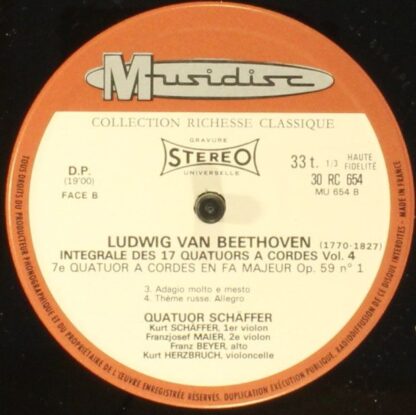 Musidisc
COLLECTION RICHESSE CLASSIQUE
GRAVURE
STEREO
UNIVERSELLE
D.P.
(19'00)
FACE B
33 t. 1/3 HAUTE
FIDÉLITÉ
30 RC 654
MU 654 B
LUDWIG VAN BEETHOVEN (1770-1827)
INTEGRALE DES 17 QUATUORS A CORDES Vol. 4
7e QUATUOR A CORDES EN FA MAJEUR Op. 59 n° 1
3. Adagio molto e mesto
4. Thème russe. Allegro
QUATUOR SCHÄFFER
Kurt SCHÄFFER, 1er violon
Franzjosef MAIER, 2e violon
Franz BEYER, alto
Kurt HERZBRUCH, violoncelle
TOUS DROITS DU PRODUCTEUR PHONOGRAPHIQUE ET DU PROPRIETAIRE DE L'ŒUVRE ENREGISTREE RESERVES. DUPLICATION EXECUTION PUBLIQUE, RADIODIFFUSION DE CE DISQUE INTERDITES. MADE IN FRANCE